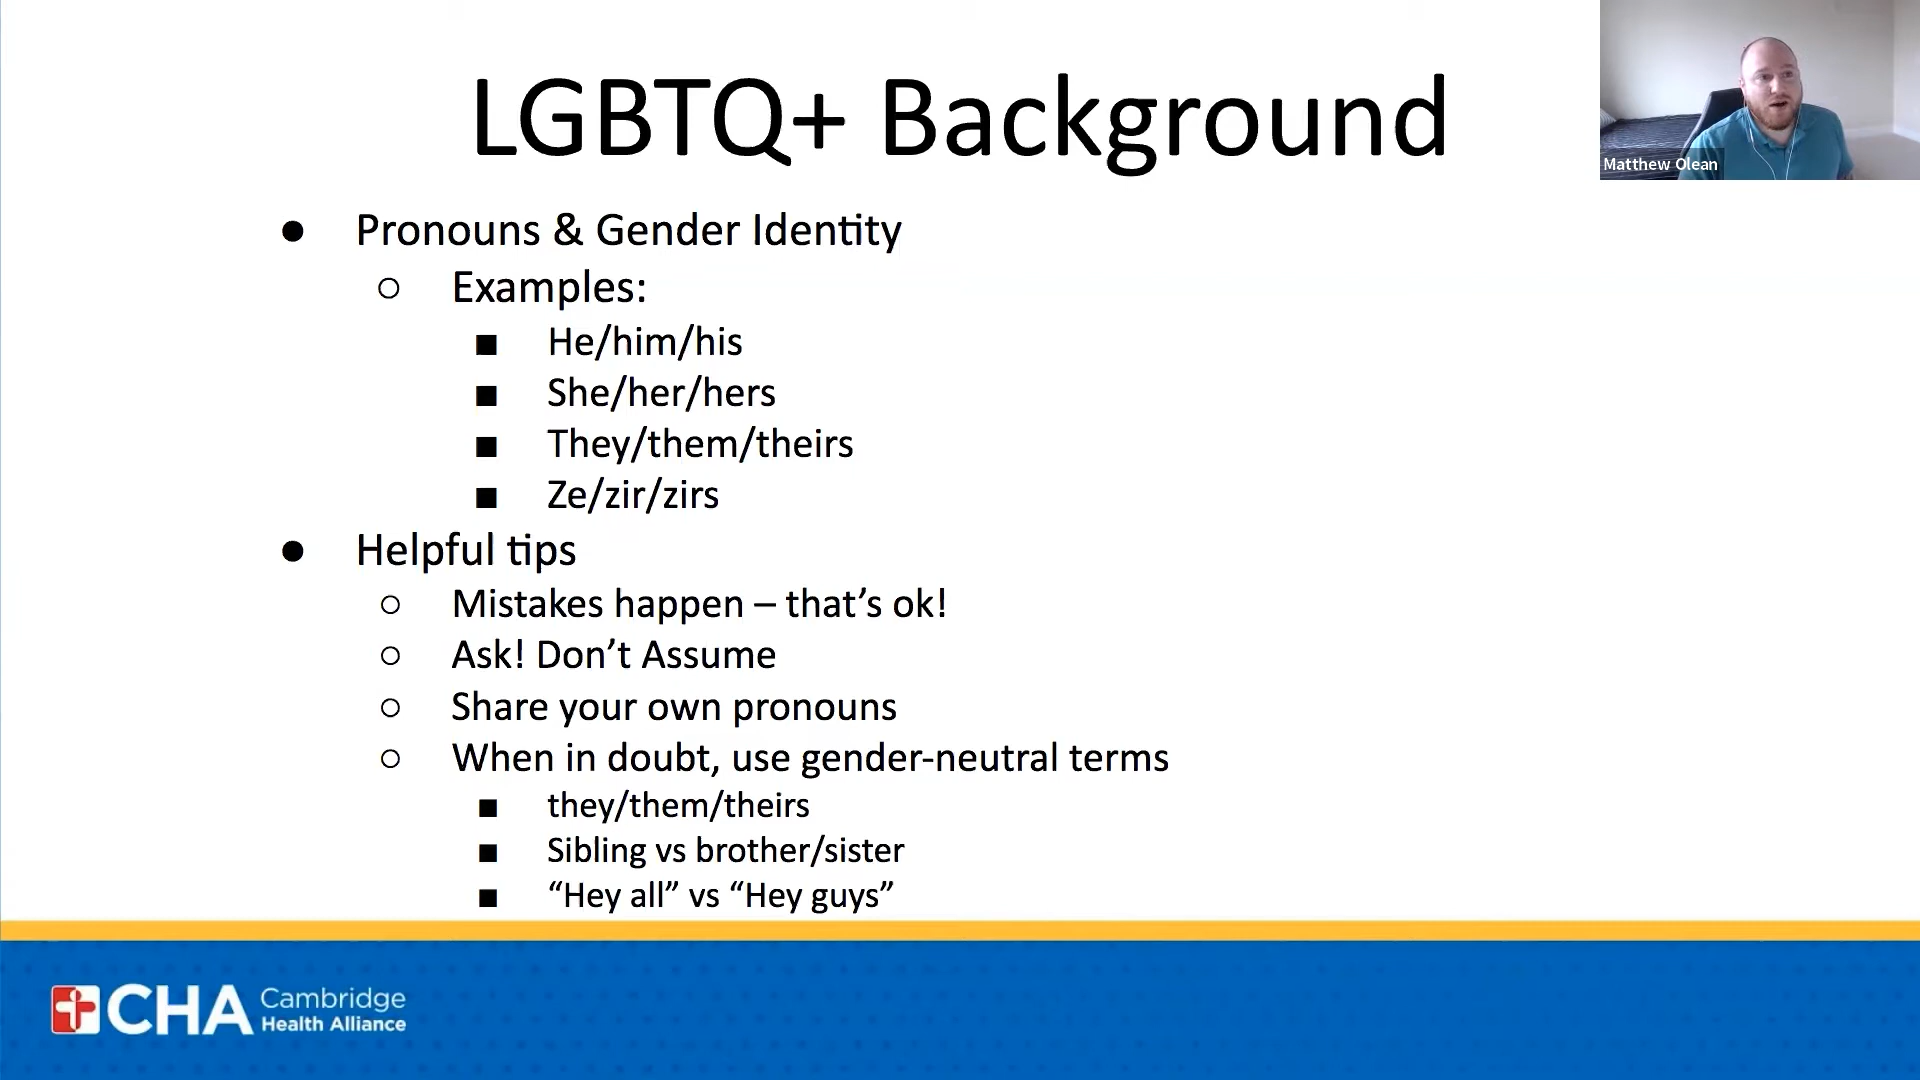 LGBTQ+ Background
Matthew Olean
● Pronouns & Gender Identity
○ Examples:
■ He/him/his
■ She/her/hers
■ They/them/theirs
■ Ze/zir/zirs
● Helpful tips
○ Mistakes happen – that’s ok!
○ Ask! Don’t Assume
○ Share your own pronouns
○ When in doubt, use gender-neutral terms
■ they/them/theirs
■ Sibling vs brother/sister
■ “Hey all” vs “Hey guys”
CHA Cambridge
Health Alliance